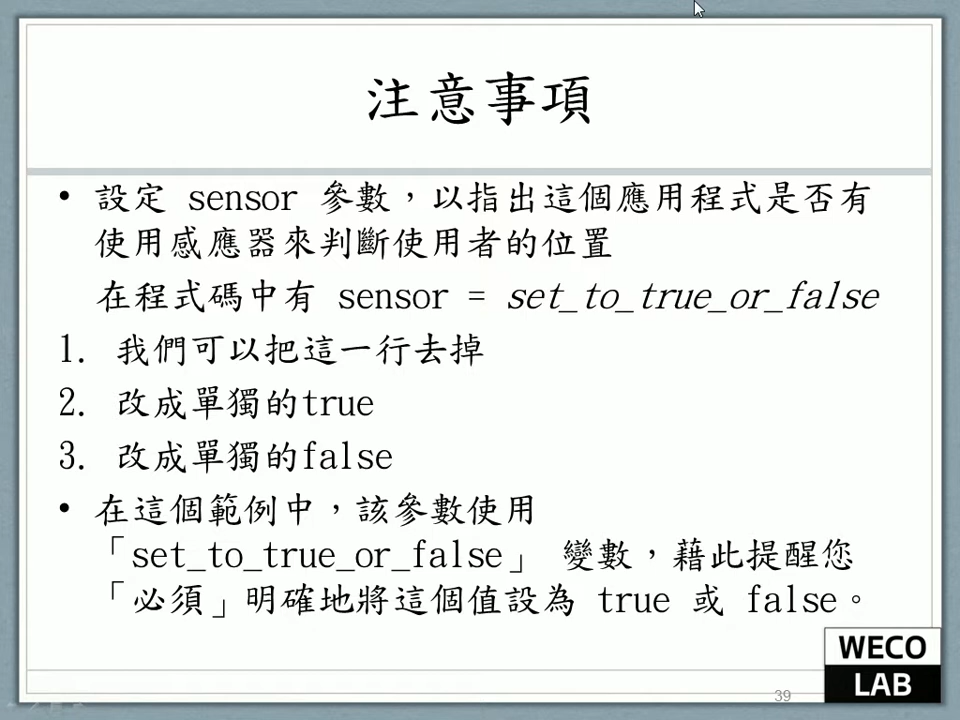 注意事項
• 設定 sensor 參數，以指出這個應用程式是否有
使用感應器來判斷使用者的位置
在程式碼中有 sensor = set_to_true_or_false
1. 我們可以把這一行去掉
2. 改成單獨的true
3. 改成單獨的false
• 在這個範例中，該參數使用
「set_to_true_or_false」 變數，藉此提醒您
「必須」明確地將這個值設為 true 或 false。
WECO
LAB
39